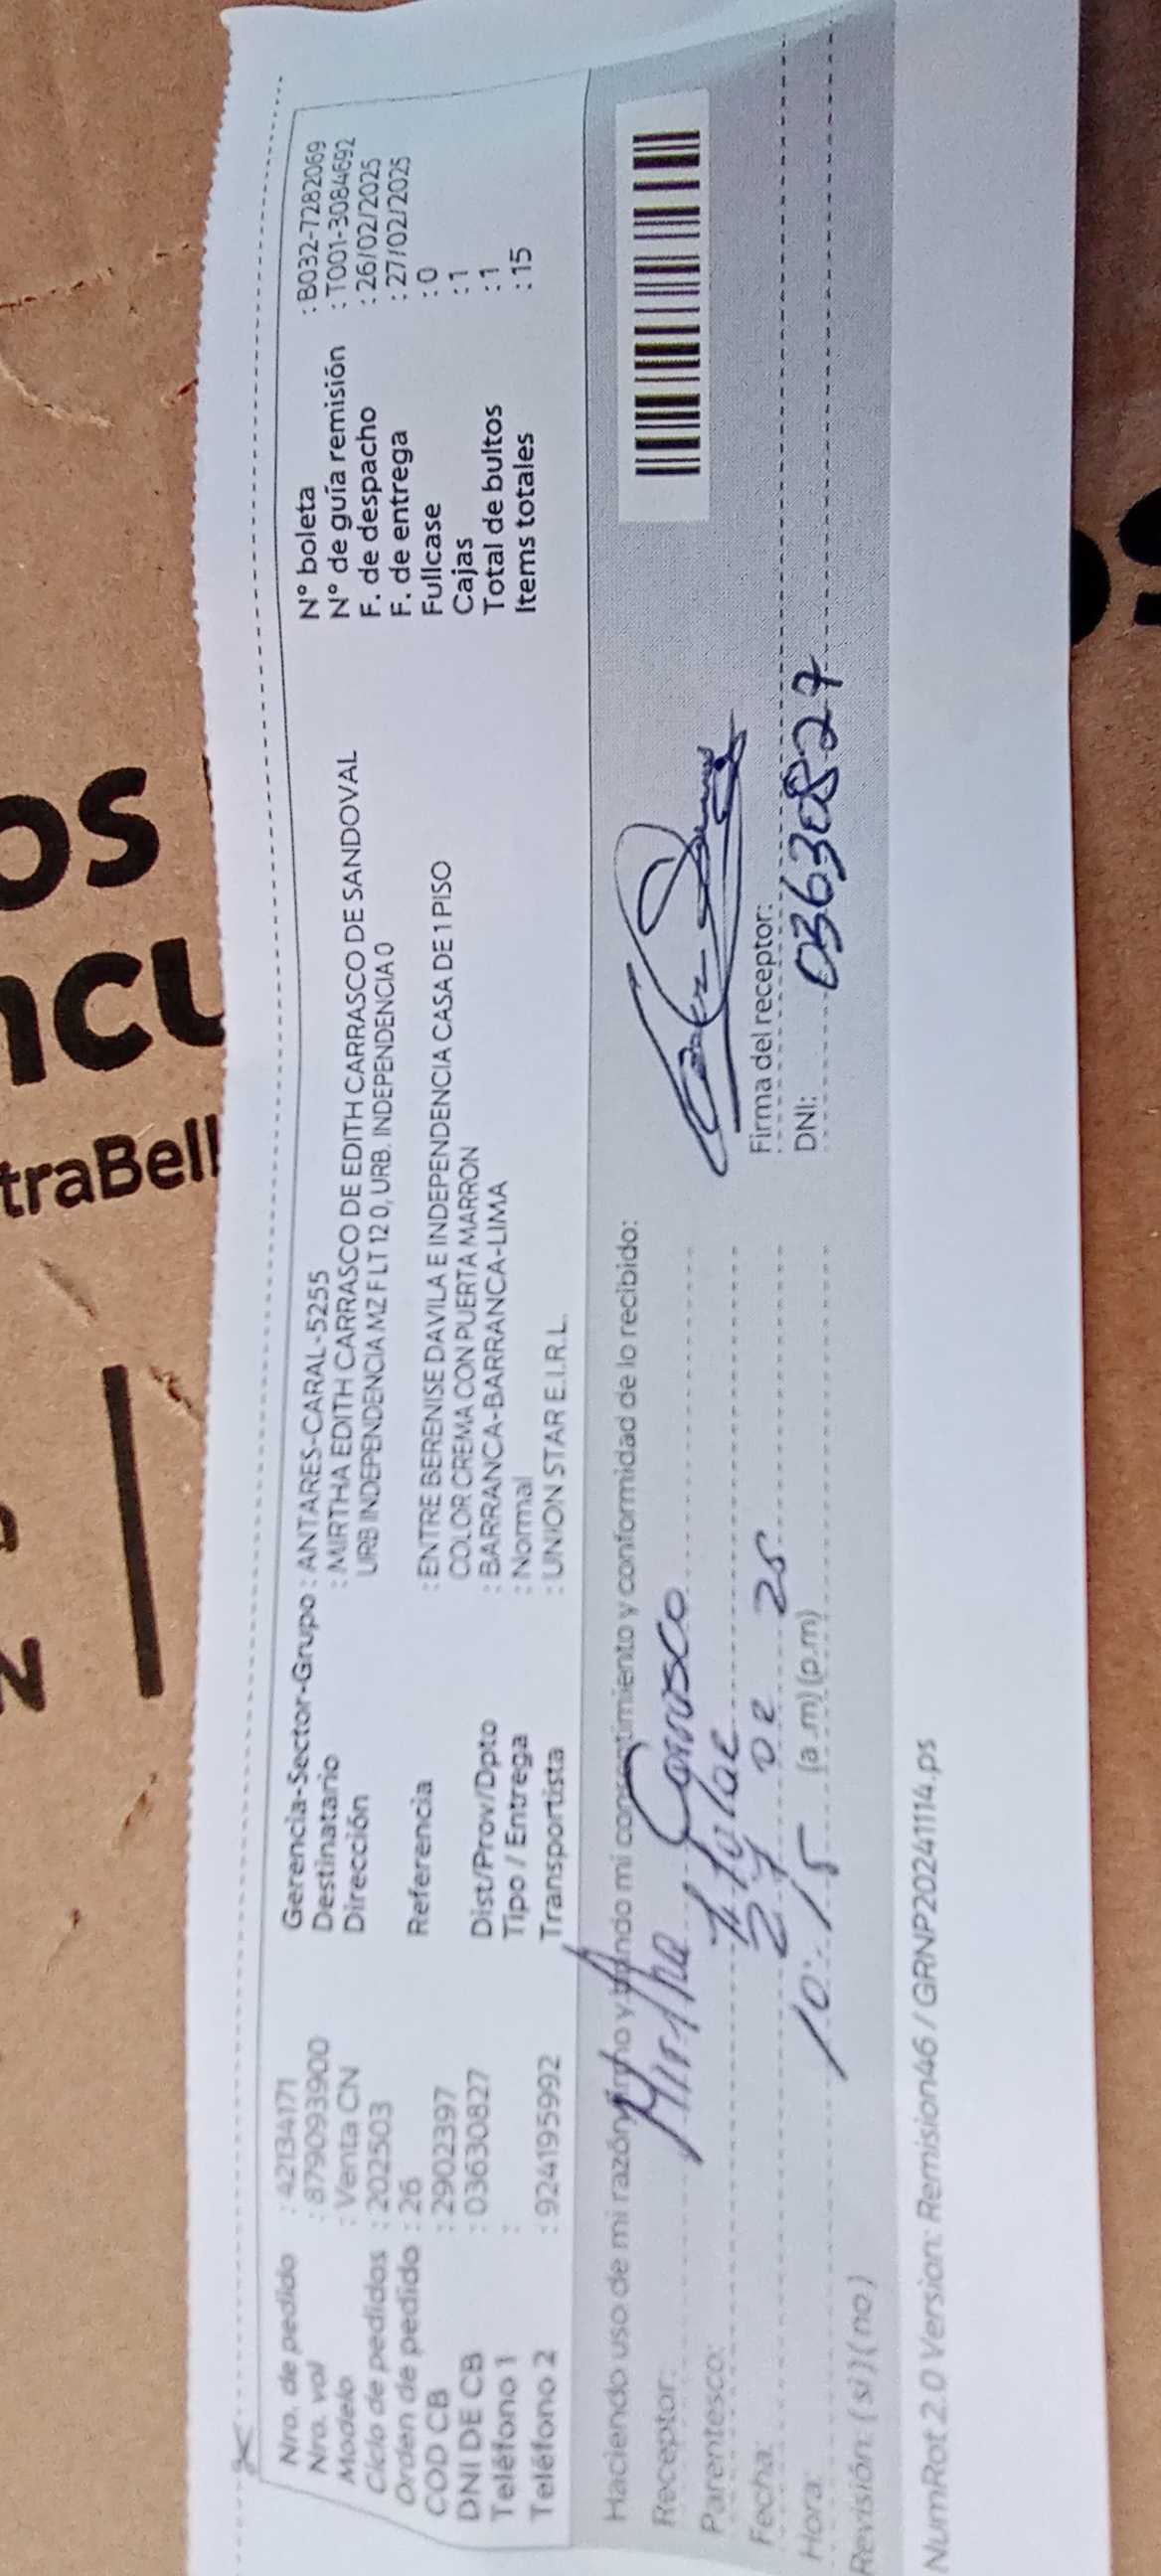 Nro. de pedido : 42134171
Nro. val : 879093900
Modelo : Venta CN
Ciclo de pedidos : 202503
Orden de pedido : 26
COD CB : 2902397
DNI DE CB : 03630827
Teléfono 1 :
Teléfono 2 : 924195992
Gerencia-Sector-Grupo : ANTARES-CARAL-5255
Destinatario : MIRTHA EDITH CARRASCO DE EDITH CARRASCO DE SANDOVAL
Dirección URB INDEPENDENCIA MZ F LT 12 0, URB. INDEPENDENCIA 0
Referencia : ENTRE BERENISE DAVILA E INDEPENDENCIA CASA DE 1 PISO
COLOR CREMA CON PUERTA MARRON
Dist/Prov/Dpto : BARRANCA-BARRANCA-LIMA
Tipo / Entrega : Normal
Transportista : UNION STAR E.I.R.L.
N° boleta : B032-7282069
N° de guía remisión : T001-3084692
F. de despacho : 26/02/2025
F. de entrega : 27/02/2025
Fullcase : 0
Cajas : 1
Total de bultos : 1
Items totales : 15
Haciendo uso de mi razón y brindo mi consentimiento y conformidad de lo recibido:
Receptor: Mirtha Carrasco
Parentesco: Titular
Fecha: 27 02 25
Hora: 10:15 (a .m) (p.m)
Revisión: (si) (no)
Firma del receptor:
DNI: 03630827
NumRot 2.0 Version: Remision46 / GRNP20241114.ps
os
ncu
traBell